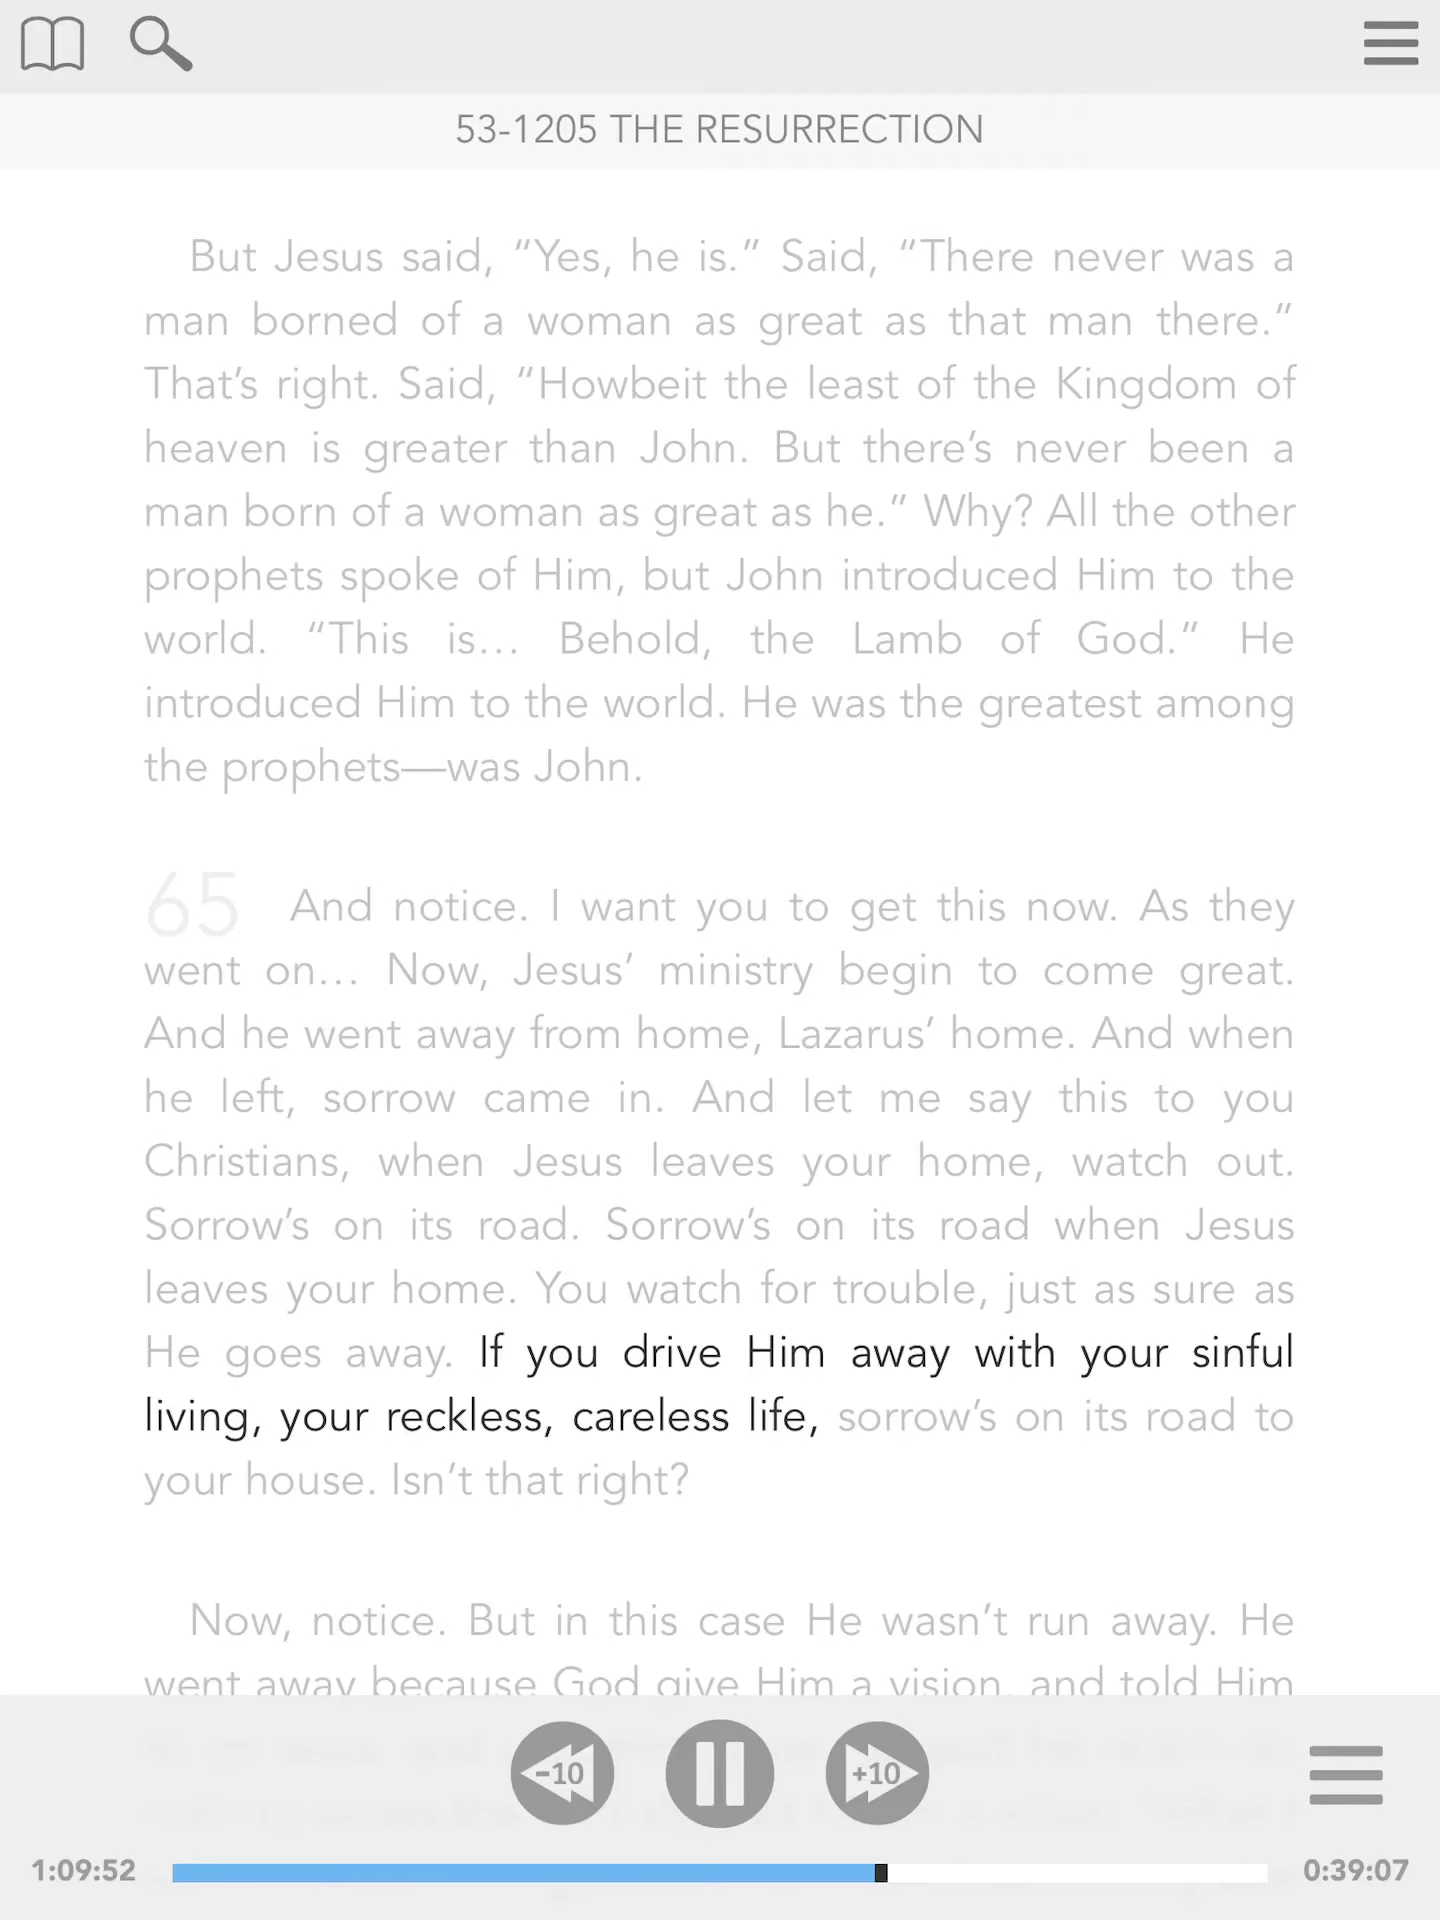 53-1205 THE RESURRECTION
But Jesus said, “Yes, he is.” Said, “There never was a
man borned of a woman as great as that man there.”
That’s right. Said, “Howbeit the least of the Kingdom of
heaven is greater than John. But there’s never been a
man born of a woman as great as he.” Why? All the other
prophets spoke of Him, but John introduced Him to the
world. “This is… Behold, the Lamb of God.” He
introduced Him to the world. He was the greatest among
the prophets—was John.
65 And notice. I want you to get this now. As they
went on… Now, Jesus’ ministry begin to come great.
And he went away from home, Lazarus’ home. And when
he left, sorrow came in. And let me say this to you
Christians, when Jesus leaves your home, watch out.
Sorrow’s on its road. Sorrow’s on its road when Jesus
leaves your home. You watch for trouble, just as sure as
He goes away. If you drive Him away with your sinful
living, your reckless, careless life, sorrow’s on its road to
your house. Isn’t that right?
Now, notice. But in this case He wasn’t run away. He
went away because God give Him a vision, and told Him
-10 +10
1:09:52 0:39:07